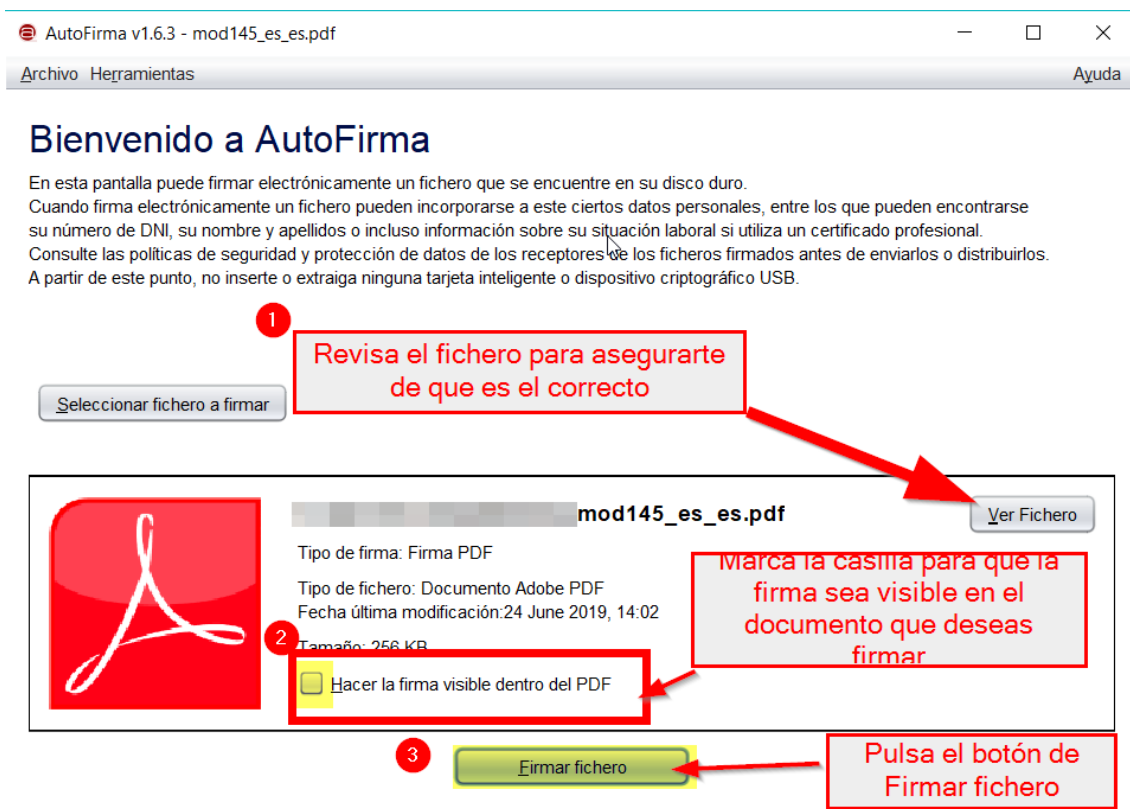 AutoFirma v1.6.3 - mod145_es_es.pdf
Archivo Herramientas Ayuda
Bienvenido a AutoFirma
En esta pantalla puede firmar electrónicamente un fichero que se encuentre en su disco duro.
Cuando firma electrónicamente un fichero pueden incorporarse a este ciertos datos personales, entre los que pueden encontrarse
su número de DNI, su nombre y apellidos o incluso información sobre su situación laboral si utiliza un certificado profesional.
Consulte las políticas de seguridad y protección de datos de los receptores de los ficheros firmados antes de enviarlos o distribuirlos.
A partir de este punto, no inserte o extraiga ninguna tarjeta inteligente o dispositivo criptográfico USB.
1
Revisa el fichero para asegurarte
de que es el correcto
Seleccionar fichero a firmar
mod145_es_es.pdf
Ver Fichero
Tipo de firma: Firma PDF
Tipo de fichero: Documento Adobe PDF
Fecha última modificación:24 June 2019, 14:02
Marca la casilla para que la
firma sea visible en el
documento que deseas
firmar
2
Tamaño: 256 KB
Hacer la firma visible dentro del PDF
3
Firmar fichero
Pulsa el botón de
Firmar fichero